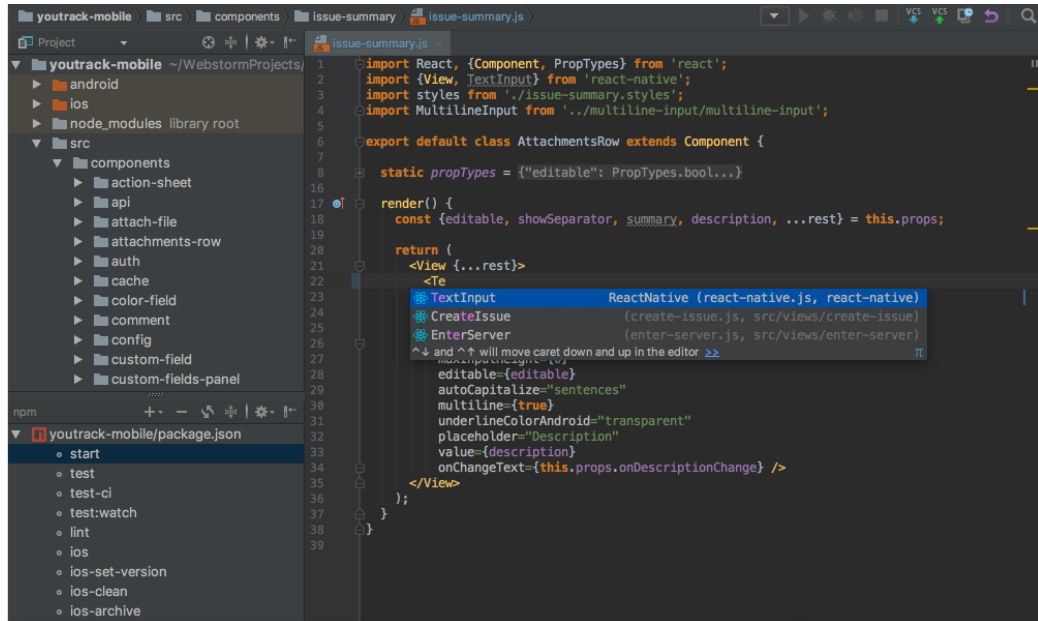 youtrack-mobile src components issue-summary issue-summary.js
VCS VCS
Project
issue-summary.js
youtrack-mobile ~/WebstormProjects/
android
ios
node_modules library root
src
components
action-sheet
api
attach-file
attachments-row
auth
cache
color-field
comment
config
custom-field
custom-fields-panel
npm
youtrack-mobile/package.json
start
test
test-ci
test:watch
lint
ios
ios-set-version
ios-clean
ios-archive
1 import React, {Component, PropTypes} from 'react';
2 import {View, TextInput} from 'react-native';
3 import styles from './issue-summary.styles';
4 import MultilineInput from '../multiline-input/multiline-input';
5
6 export default class AttachmentsRow extends Component {
7
8 static propTypes = {"editable": PropTypes.bool...}
16
17 render() {
18 const {editable, showSeparator, summary, description, ...rest} = this.props;
19
20 return (
21 <View {...rest}>
22 <Te
23 TextInput ReactNative (react-native.js, react-native)
24 CreateIssue (create-issue.js, src/views/create-issue)
25 EnterServer (enter-server.js, src/views/enter-server)
26 ^↓ and ^↑ will move caret down and up in the editor >> π
27
28 editable={editable}
29 autoCapitalize="sentences"
30 multiline={true}
31 underlineColorAndroid="transparent"
32 placeholder="Description"
33 value={description}
34 onChangeText={this.props.onDescriptionChange} />
35 </View>
36 );
37 }
38 }
39